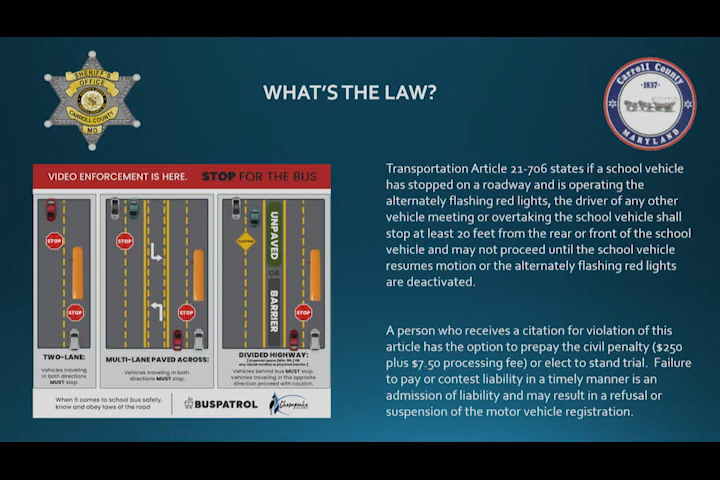 SHERIFF'S
OFFICE
CARROLL COUNTY
MD
WHAT'S THE LAW?
Carroll County
1837
MARYLAND
VIDEO ENFORCEMENT IS HERE. STOP FOR THE BUS
STOP
STOP
STOP
STOP
UNPAVED
OR
BARRIER
STOP
TWO-LANE:
Vehicles traveling
in both directions
MUST stop.
MULTI-LANE PAVED ACROSS:
Vehicles traveling in both
directions MUST stop.
DIVIDED HIGHWAY:
Vehicles behind bus MUST stop.
Vehicles traveling in the opposite
direction proceed with caution.
When it comes to school bus safety,
know and obey laws of the road
BUSPATROL
Chesapeake
Transportation Article 21-706 states if a school vehicle
has stopped on a roadway and is operating the
alternately flashing red lights, the driver of any other
vehicle meeting or overtaking the school vehicle shall
stop at least 20 feet from the rear or front of the school
vehicle and may not proceed until the school vehicle
resumes motion or the alternately flashing red lights
are deactivated.
A person who receives a citation for violation of this
article has the option to prepay the civil penalty ($250
plus $7.50 processing fee) or elect to stand trial. Failure
to pay or contest liability in a timely manner is an
admission of liability and may result in a refusal or
suspension of the motor vehicle registration.